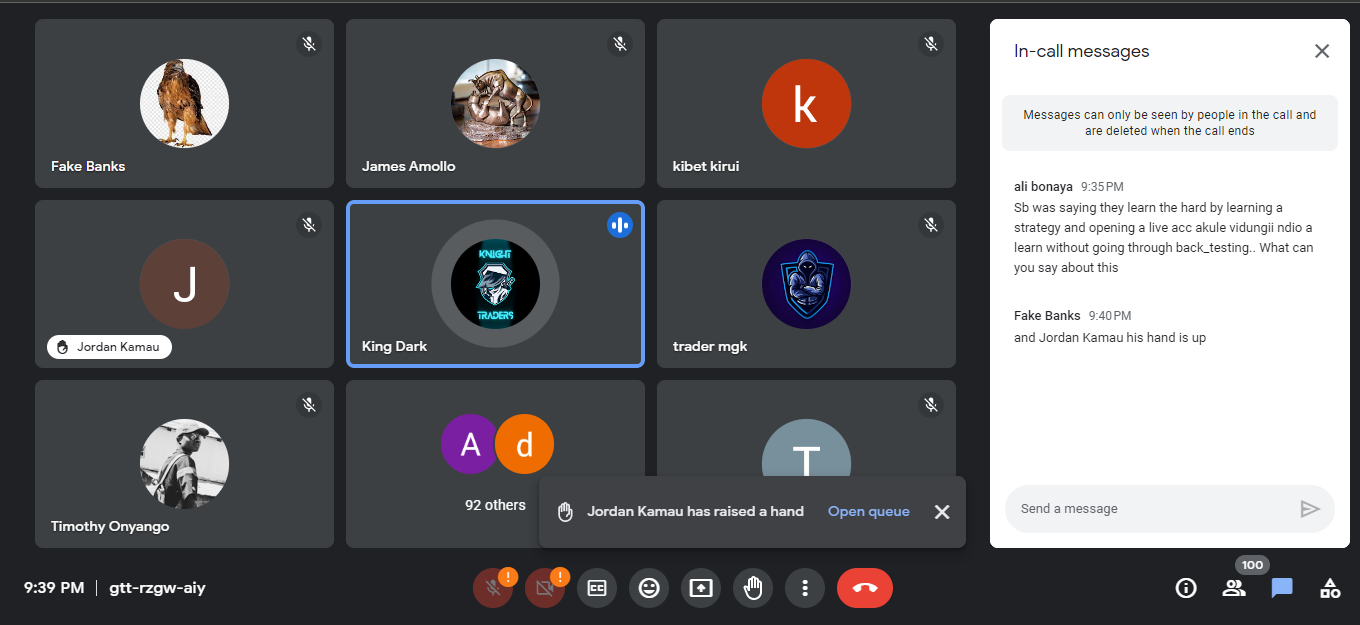 Fake Banks
James Amollo
k
kibet kirui
J
Jordan Kamau
KNIGHT
TRADERS
King Dark
trader mgk
Timothy Onyango
A d
92 others
T
Jordan Kamau has raised a hand Open queue
In-call messages
Messages can only be seen by people in the call and
are deleted when the call ends
ali bonaya 9:35 PM
Sb was saying they learn the hard by learning a
strategy and opening a live acc akule vidungii ndio a
learn without going through back_testing.. What can
you say about this
Fake Banks 9:40 PM
and Jordan Kamau his hand is up
Send a message
9:39 PM | gtt-rzgw-aiy
! !
CC
100